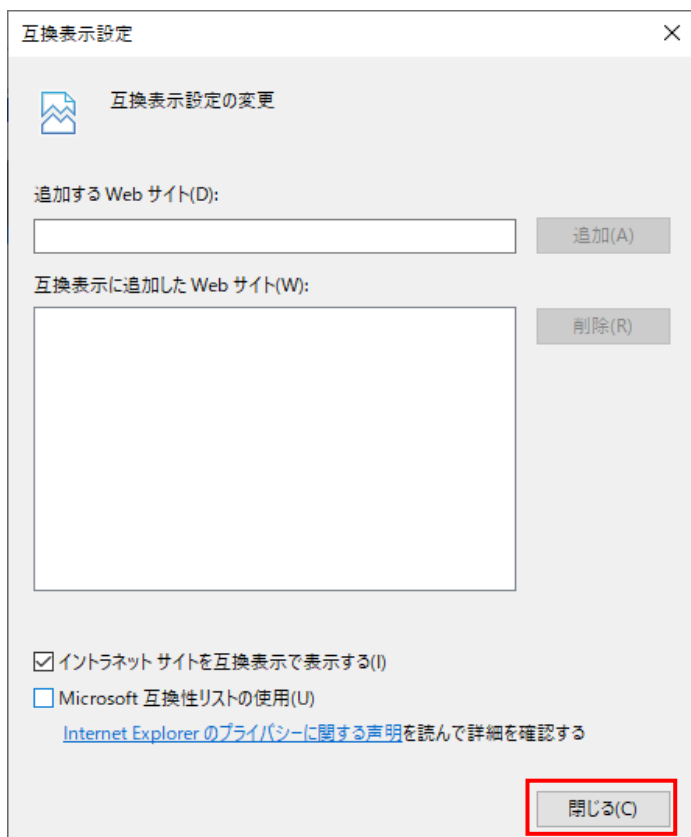 互換表示設定
互換表示設定の変更
追加する Web サイト(D):
追加(A)
互換表示に追加した Web サイト(W):
削除(R)
イントラネット サイトを互換表示で表示する(I)
Microsoft 互換性リストの使用(U)
Internet Explorer のプライバシーに関する声明を読んで詳細を確認する
閉じる(C)